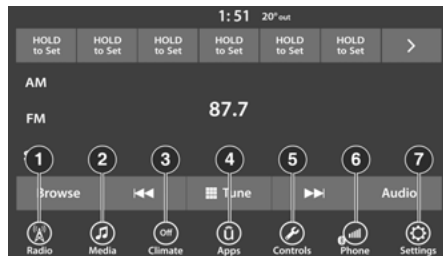 1:51 20° out
HOLD to Set HOLD to Set HOLD to Set HOLD to Set HOLD to Set HOLD to Set
AM
FM
87.7
1 2 3 4 5 6 7
Browse Tune Audio
Off
Radio Media Climate Apps Controls Phone Settings